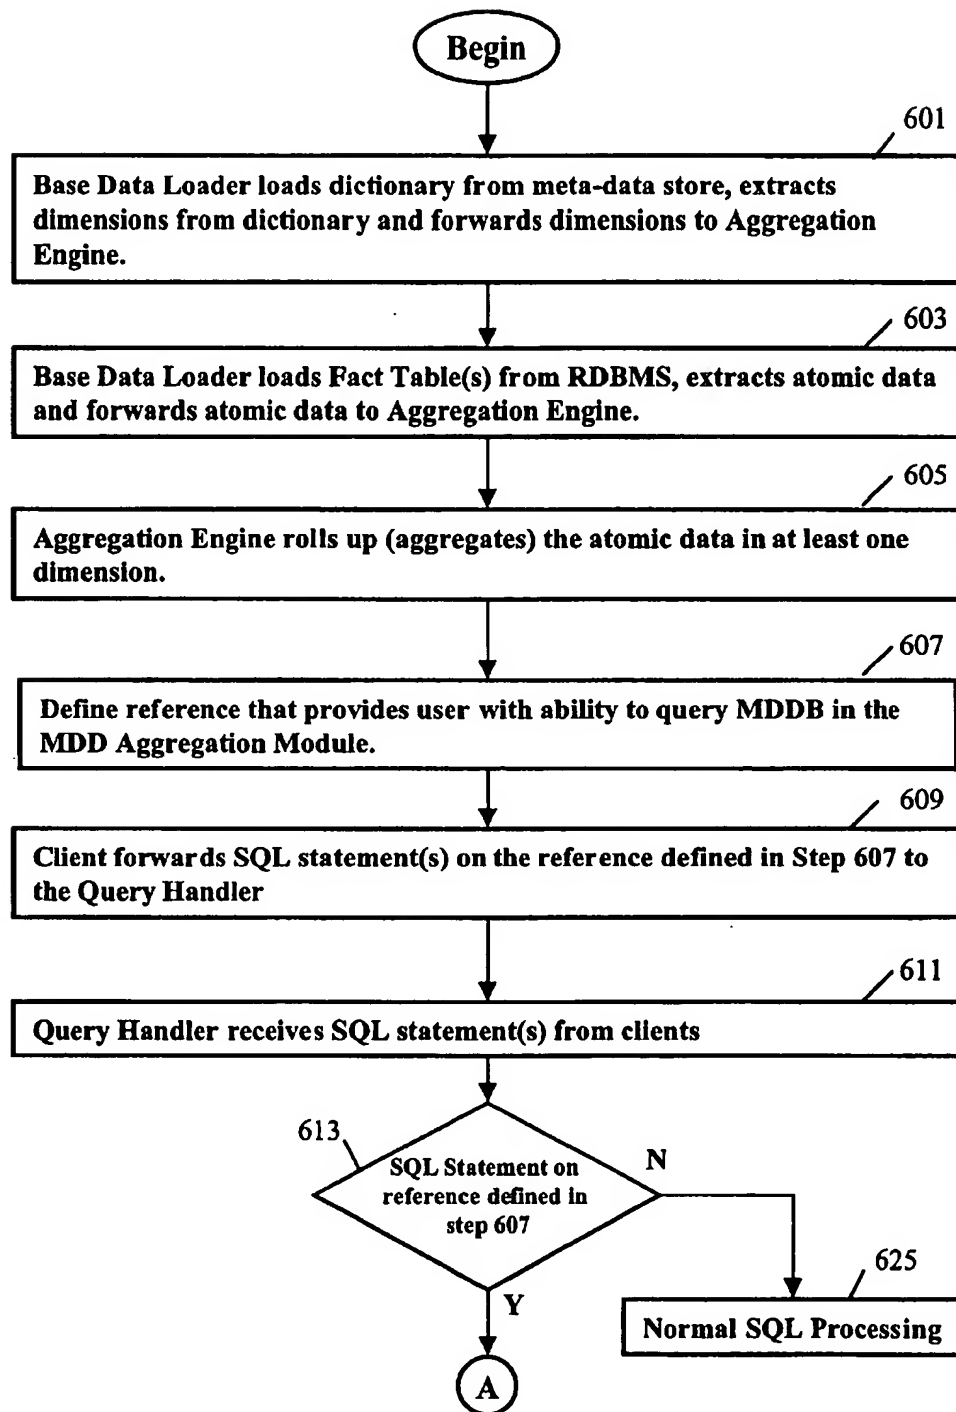 Begin
601
Base Data Loader loads dictionary from meta-data store, extracts
dimensions from dictionary and forwards dimensions to Aggregation
Engine.
603
Base Data Loader loads Fact Table(s) from RDBMS, extracts atomic data
and forwards atomic data to Aggregation Engine.
605
Aggregation Engine rolls up (aggregates) the atomic data in at least one
dimension.
607
Define reference that provides user with ability to query MDDB in the
MDD Aggregation Module.
609
Client forwards SQL statement(s) on the reference defined in Step 607 to
the Query Handler
611
Query Handler receives SQL statement(s) from clients
613
SQL Statement on
reference defined in
step 607
N
625
Y
Normal SQL Processing
A